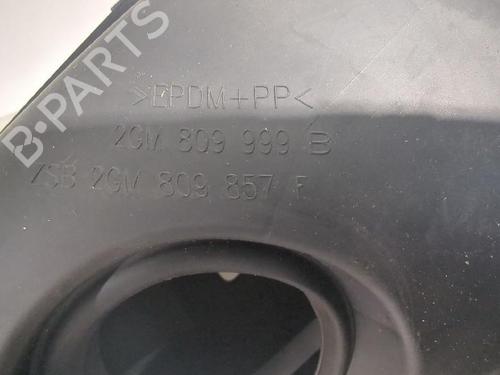 B-PARTS
>EPDM+PP<
2GM 809 999 B
ZSB 2GM 809 857 F